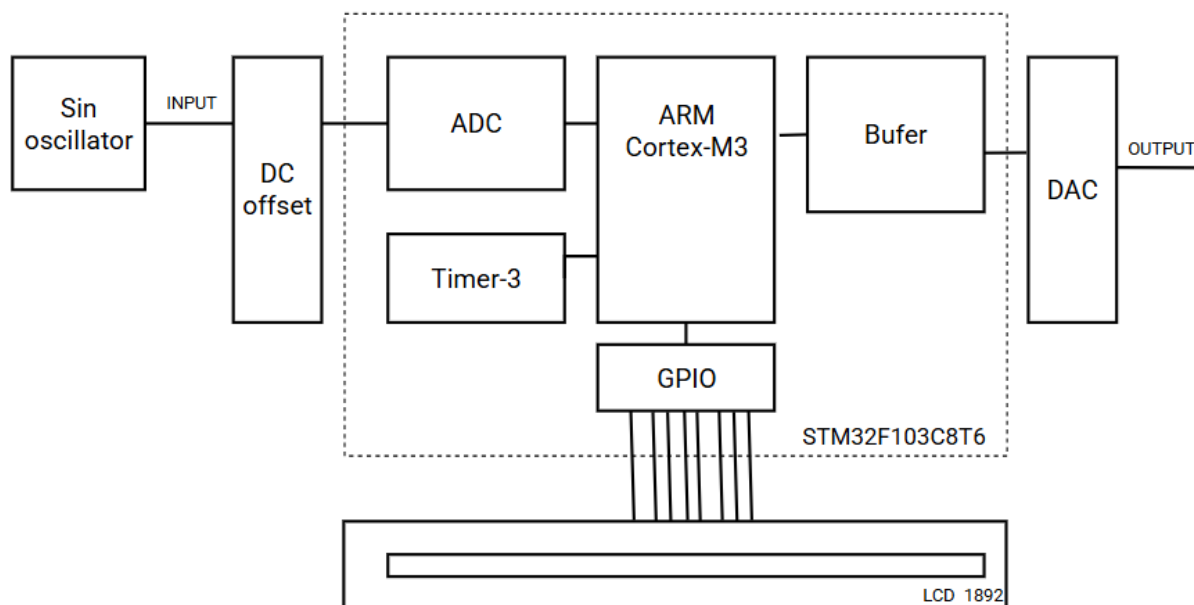 Sin
oscillator
INPUT
DC
offset
ADC
Timer-3
ARM
Cortex-M3
GPIO
Bufer
STM32F103C8T6
DAC
OUTPUT
LCD 1892